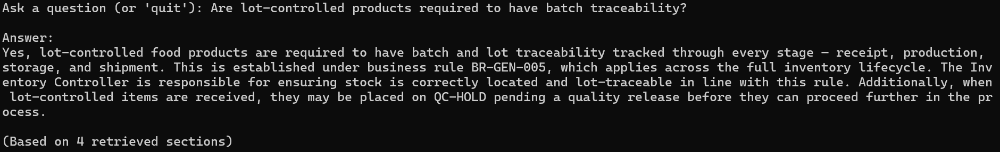 Ask a question (or 'quit'): Are lot-controlled products required to have batch traceability?
Answer:
Yes, lot-controlled food products are required to have batch and lot traceability tracked through every stage — receipt, production,
storage, and shipment. This is established under business rule BR-GEN-005, which applies across the full inventory lifecycle. The Inv
entory Controller is responsible for ensuring stock is correctly located and lot-traceable in line with this rule. Additionally, when
 lot-controlled items are received, they may be placed on QC-HOLD pending a quality release before they can proceed further in the pr
ocess.
(Based on 4 retrieved sections)